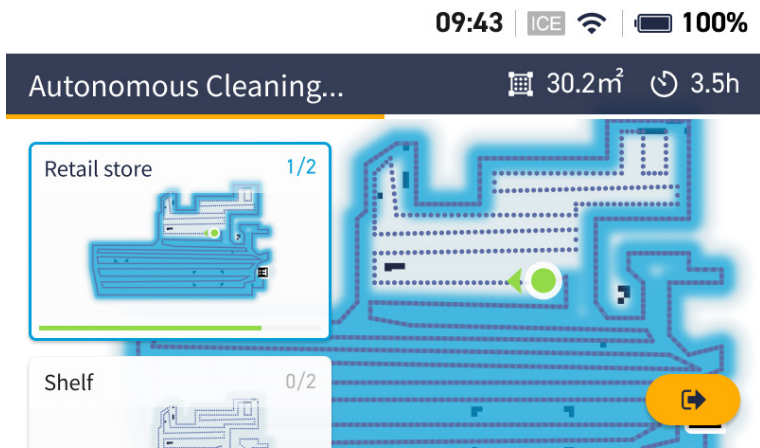 09:43 ICE 100%
Autonomous Cleaning... 30.2㎡ 3.5h
Retail store 1/2
Shelf 0/2